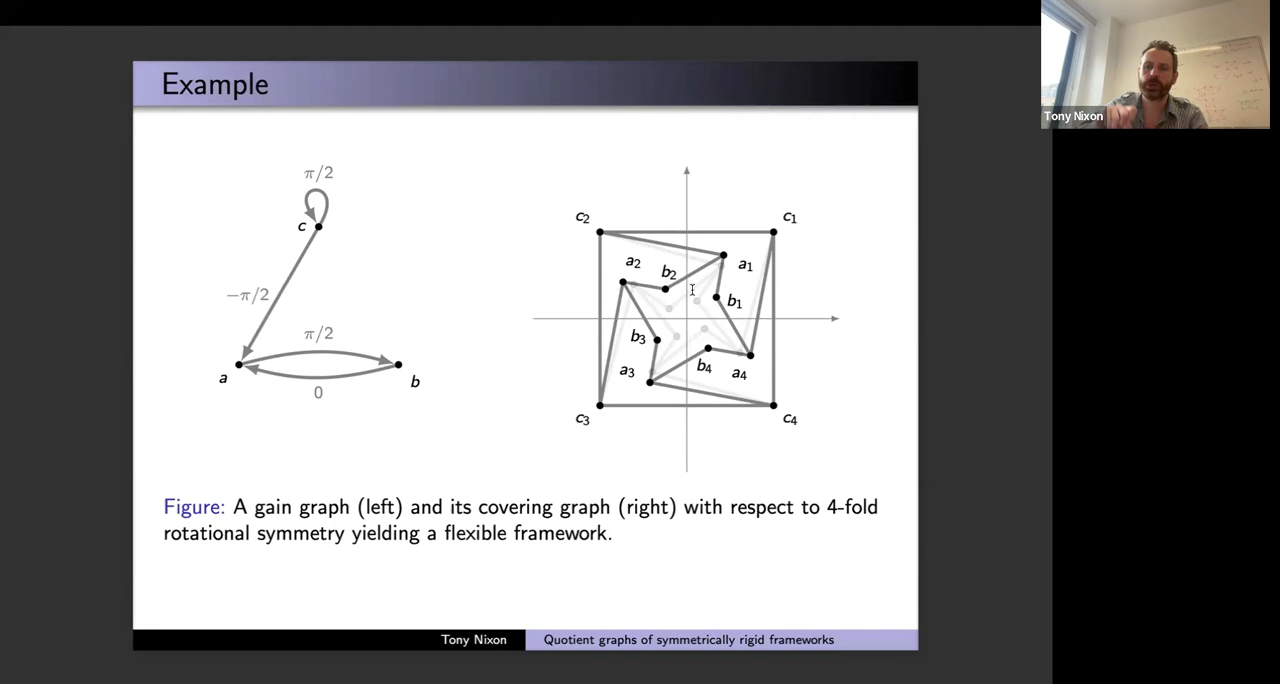 Example
π/2
c
−π/2
π/2
a
b
0
c2
c1
a2
b2
a1
b1
b3
a3
b4
a4
c3
c4
Figure: A gain graph (left) and its covering graph (right) with respect to 4-fold
rotational symmetry yielding a flexible framework.
Tony Nixon
Quotient graphs of symmetrically rigid frameworks
Tony Nixon